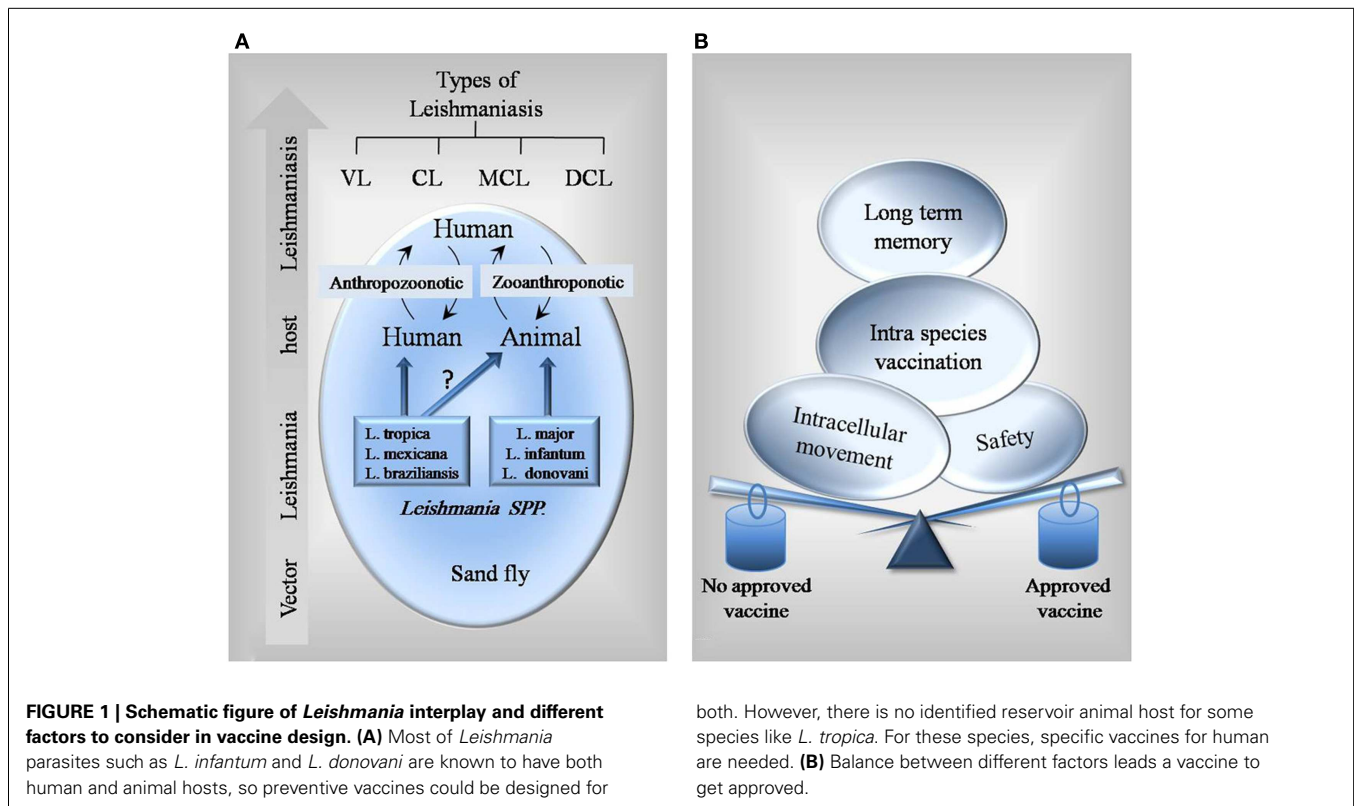 A
Types of
Leishmaniasis
VL CL MCL DCL
Human
Anthropozoonotic Zooanthroponotic
Human Animal
?
L. tropica
L. mexicana
L. braziliansis
L. major
L. infantum
L. donovani
Leishmania SPP.
Sand fly
Leishmaniasis
host
Leishmania
Vector
B
Long term
memory
Intra species
vaccination
Intracellular
movement
Safety
No approved
vaccine
Approved
vaccine
FIGURE 1 | Schematic figure of Leishmania interplay and different
factors to consider in vaccine design. (A) Most of Leishmania
parasites such as L. infantum and L. donovani are known to have both
human and animal hosts, so preventive vaccines could be designed for
both. However, there is no identified reservoir animal host for some
species like L. tropica. For these species, specific vaccines for human
are needed. (B) Balance between different factors leads a vaccine to
get approved.